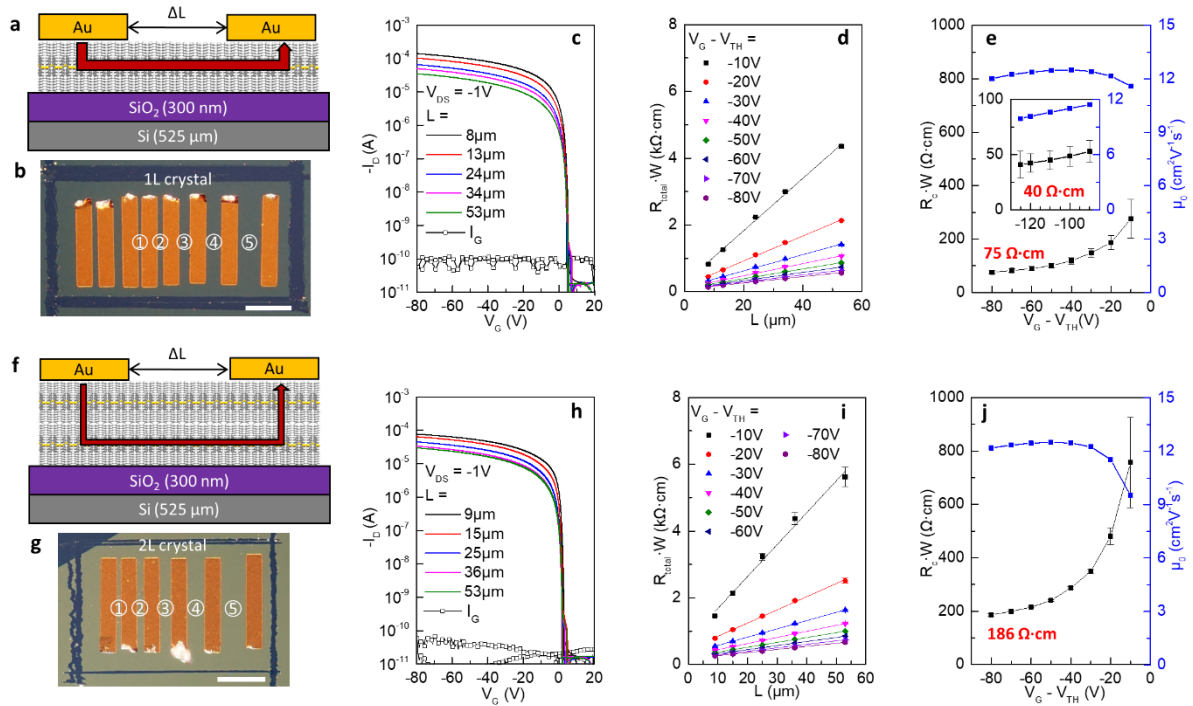 a
Au
ΔL
Au
SiO₂ (300 nm)
Si (525 µm)
b
1L crystal
① ② ③ ④ ⑤
c
10⁻³
10⁻⁴
10⁻⁵
10⁻⁶
10⁻⁷
10⁻⁸
10⁻⁹
10⁻¹⁰
10⁻¹¹
-I_D (A)
V_DS = -1V
L =
8µm
13µm
24µm
34µm
53µm
I_G
-80 -60 -40 -20 0 20
V_G (V)
d
V_G - V_TH =
-10V
-20V
-30V
-40V
-50V
-60V
-70V
-80V
8
6
4
2
0
R_total·W (kΩ·cm)
0 10 20 30 40 50 60
L (µm)
e
1000
800
600
400
200
0
R_c·W (Ω·cm)
100
50
0
12
6
0
40 Ω·cm
-120 -100
75 Ω·cm
15
12
9
6
3
0
µ₀ (cm²V⁻¹s⁻¹)
-80 -60 -40 -20 0
V_G - V_TH(V)
f
Au
ΔL
Au
SiO₂ (300 nm)
Si (525 µm)
g
2L crystal
① ② ③ ④ ⑤
h
10⁻³
10⁻⁴
10⁻⁵
10⁻⁶
10⁻⁷
10⁻⁸
10⁻⁹
10⁻¹⁰
10⁻¹¹
-I_D (A)
V_DS = -1V
L =
9µm
15µm
25µm
36µm
53µm
I_G
-80 -60 -40 -20 0 20
V_G (V)
i
V_G - V_TH =
-10V -70V
-20V -80V
-30V
-40V
-50V
-60V
8
6
4
2
0
R_total·W (kΩ·cm)
0 10 20 30 40 50 60
L (µm)
j
1000
800
600
400
200
0
R_c·W (Ω·cm)
186 Ω·cm
15
12
9
6
3
0
µ₀ (cm²V⁻¹s⁻¹)
-80 -60 -40 -20 0
V_G - V_TH (V)